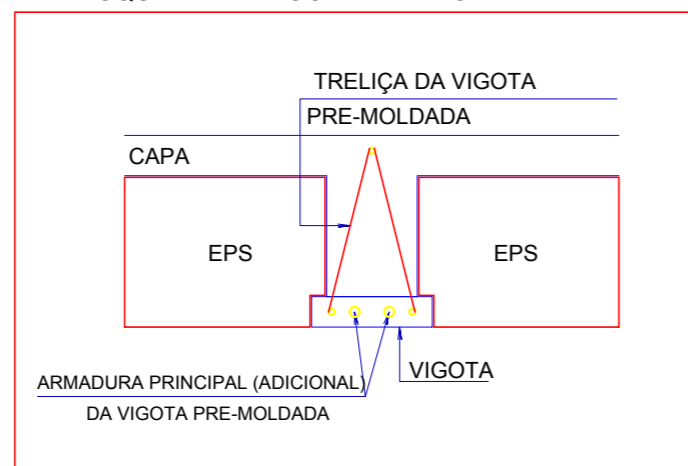 TRELIÇA DA VIGOTA
PRE-MOLDADA
CAPA
EPS
EPS
VIGOTA
ARMADURA PRINCIPAL (ADICIONAL)
DA VIGOTA PRE-MOLDADA